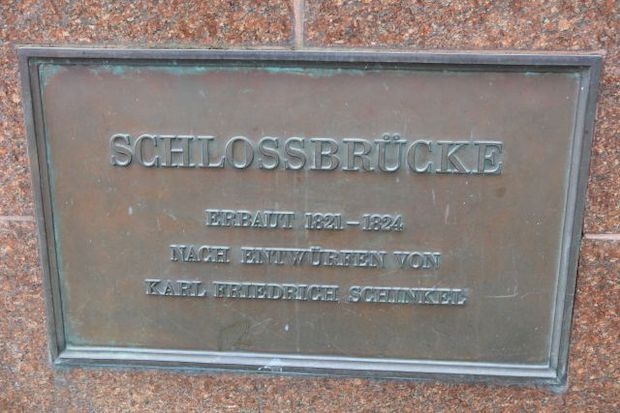 SCHLOSSBRÜCKE
ERBAUT 1821-1824
NACH ENTWÜRFEN VON
KARL FRIEDRICH SCHINKEL